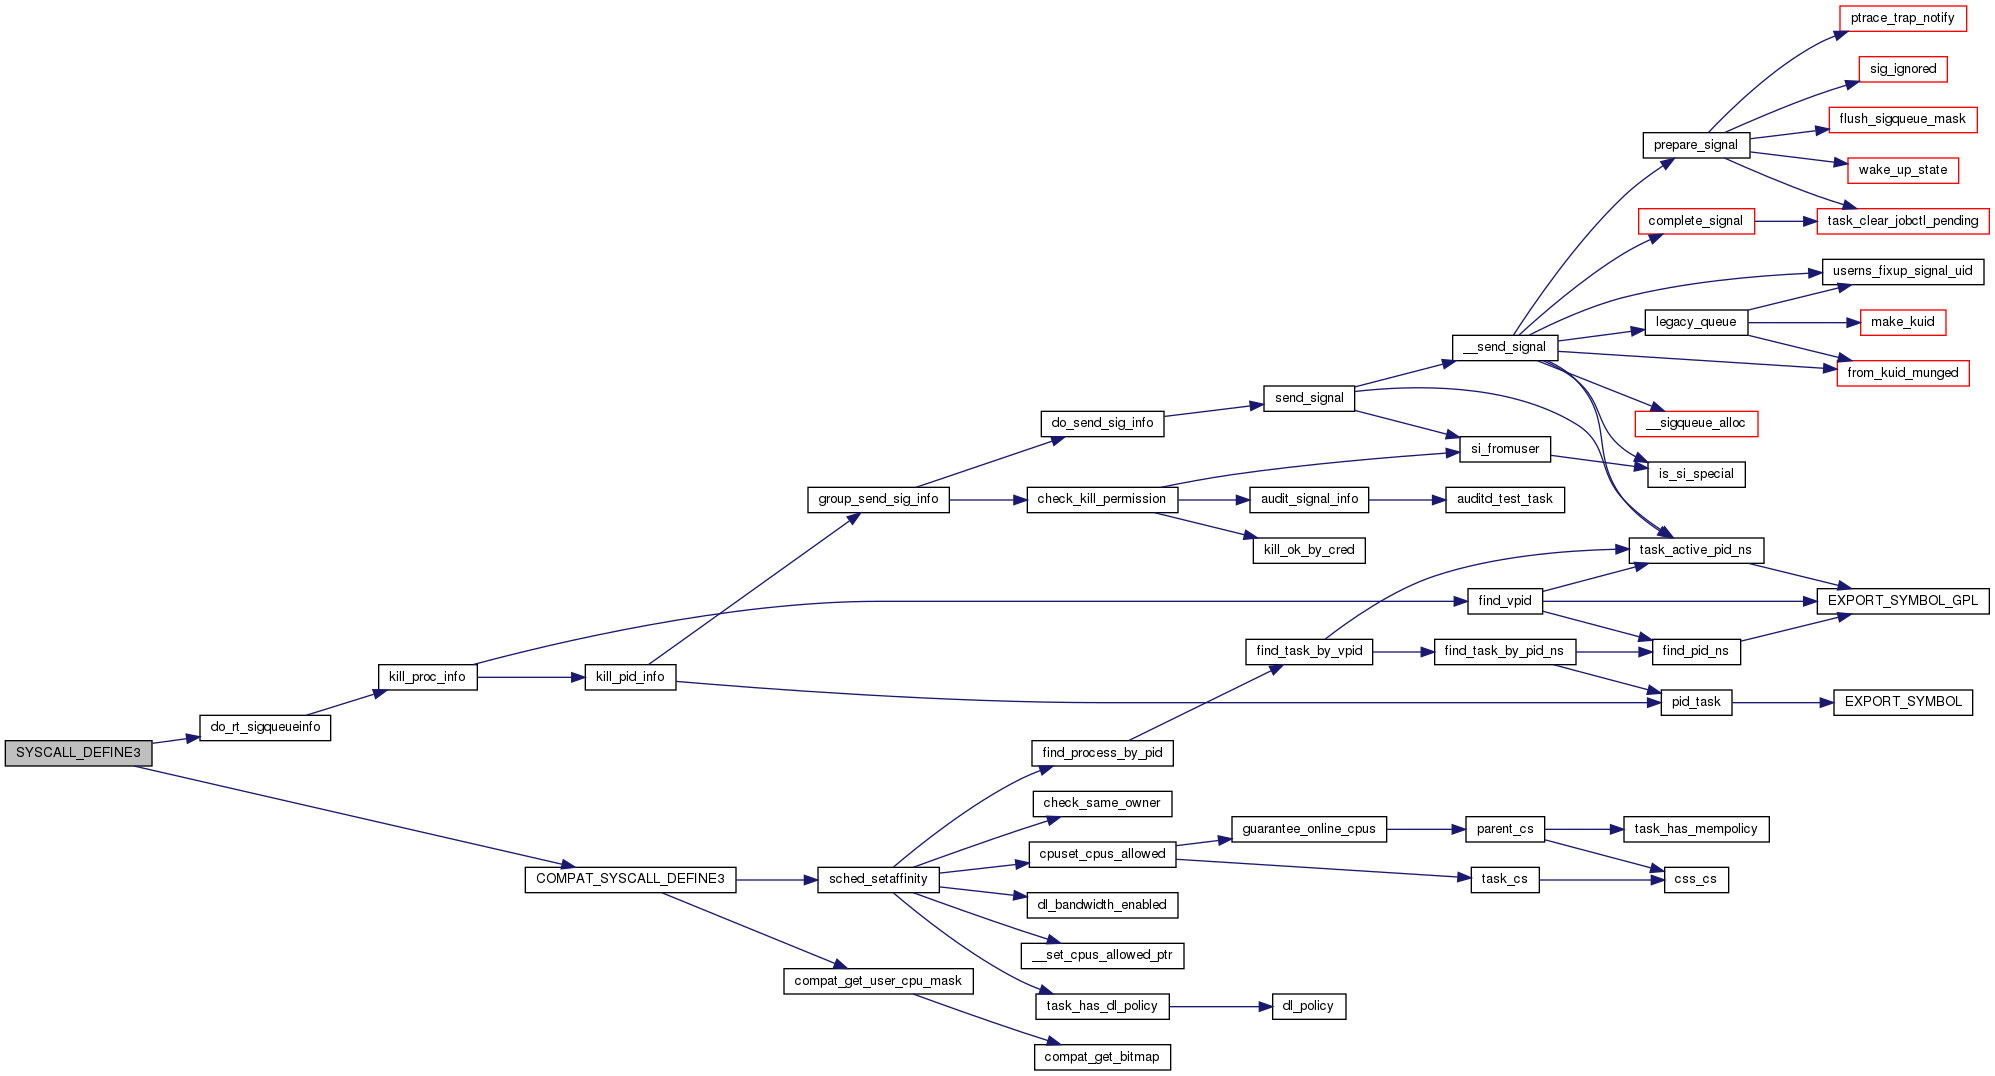 ptrace_trap_notify
sig_ignored
flush_sigqueue_mask
prepare_signal
wake_up_state
complete_signal
task_clear_jobctl_pending
userns_fixup_signal_uid
legacy_queue
make_kuid
__send_signal
from_kuid_munged
send_signal
do_send_sig_info
__sigqueue_alloc
si_fromuser
is_si_special
group_send_sig_info
check_kill_permission
audit_signal_info
auditd_test_task
kill_ok_by_cred
task_active_pid_ns
find_vpid
EXPORT_SYMBOL_GPL
find_task_by_vpid
find_task_by_pid_ns
find_pid_ns
kill_proc_info
kill_pid_info
pid_task
EXPORT_SYMBOL
do_rt_sigqueueinfo
SYSCALL_DEFINE3
find_process_by_pid
check_same_owner
guarantee_online_cpus
parent_cs
task_has_mempolicy
cpuset_cpus_allowed
COMPAT_SYSCALL_DEFINE3
sched_setaffinity
task_cs
css_cs
dl_bandwidth_enabled
__set_cpus_allowed_ptr
compat_get_user_cpu_mask
task_has_dl_policy
dl_policy
compat_get_bitmap